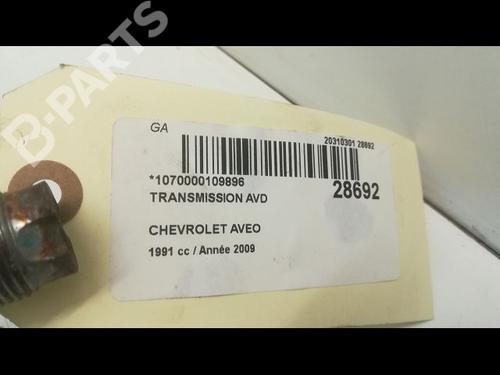 B-PARTS
GA
20310301 28692
*1070000109896
28692
TRANSMISSION AVD
CHEVROLET AVEO
1991 cc / Année 2009